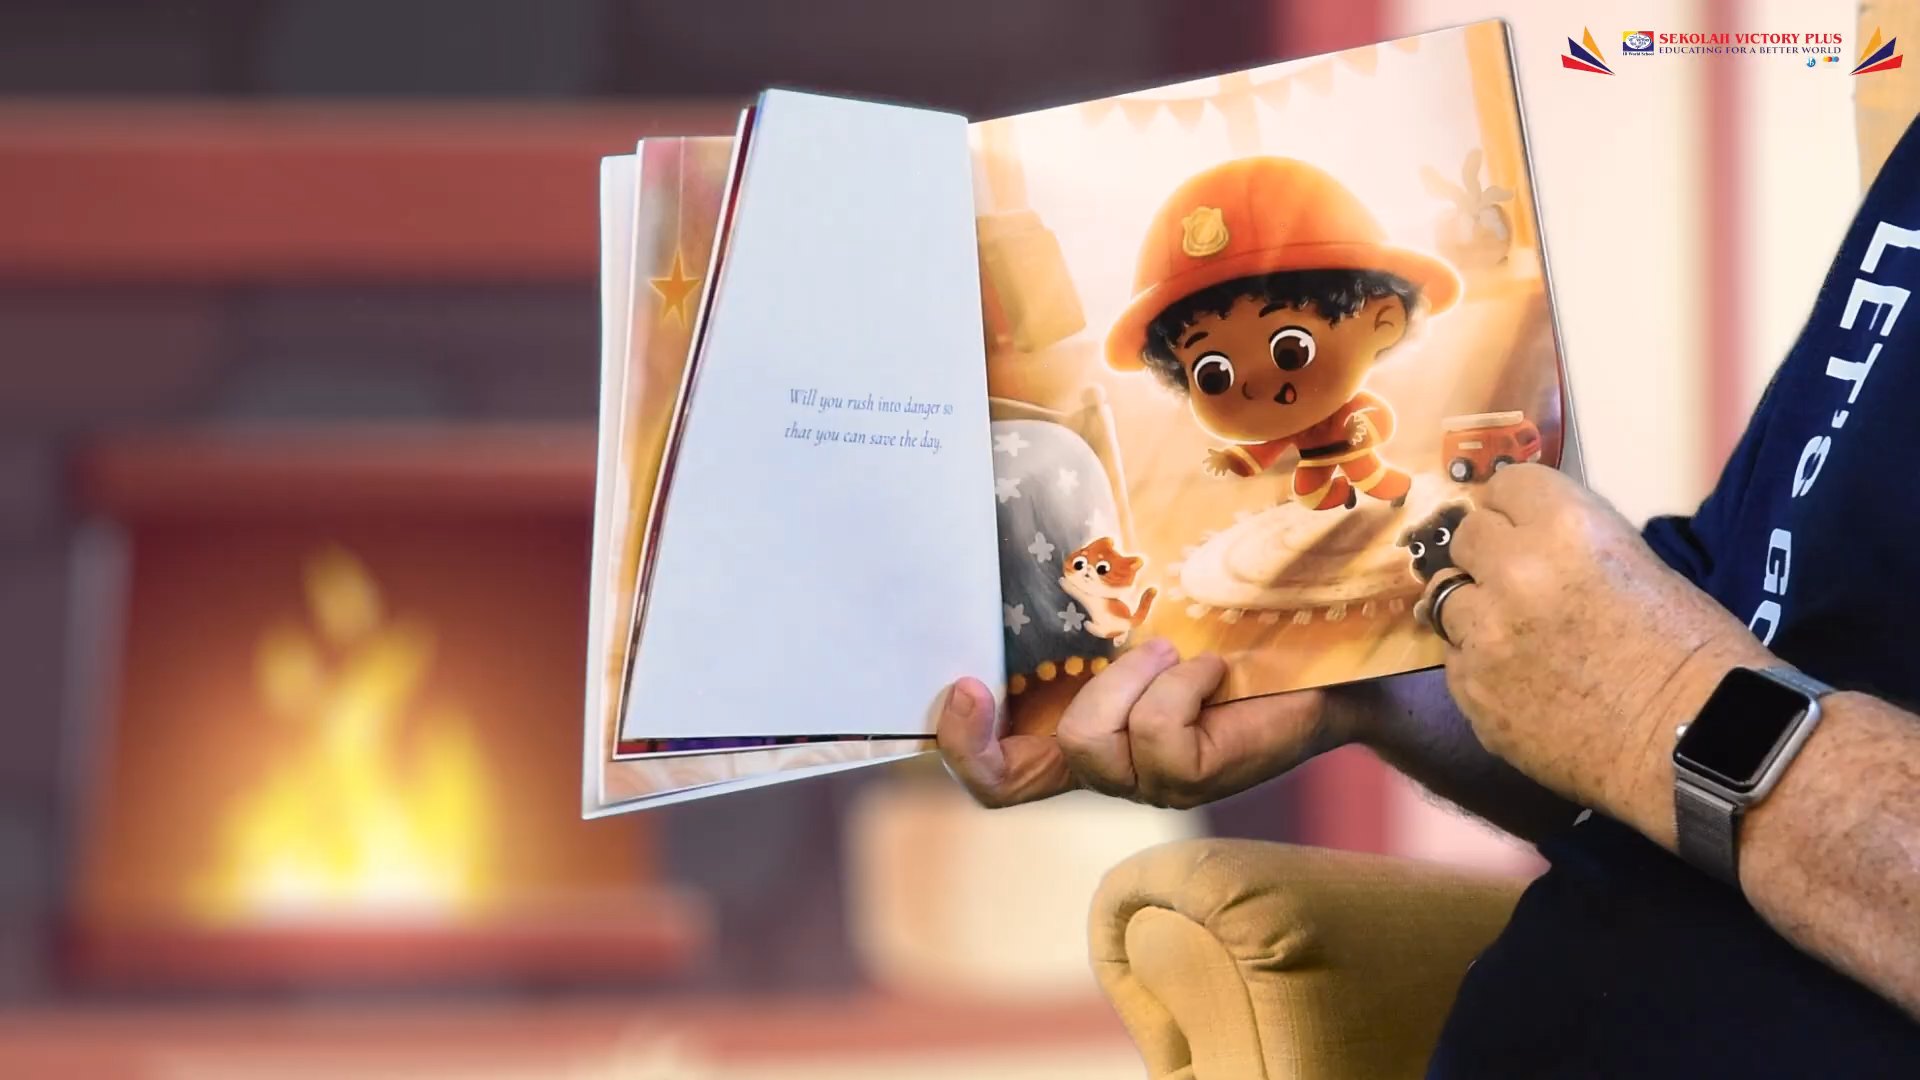 SEKOLAH VICTORY PLUS
EDUCATING FOR A BETTER WORLD
Will you rush into danger so
that you can save the day.
LET'S GO